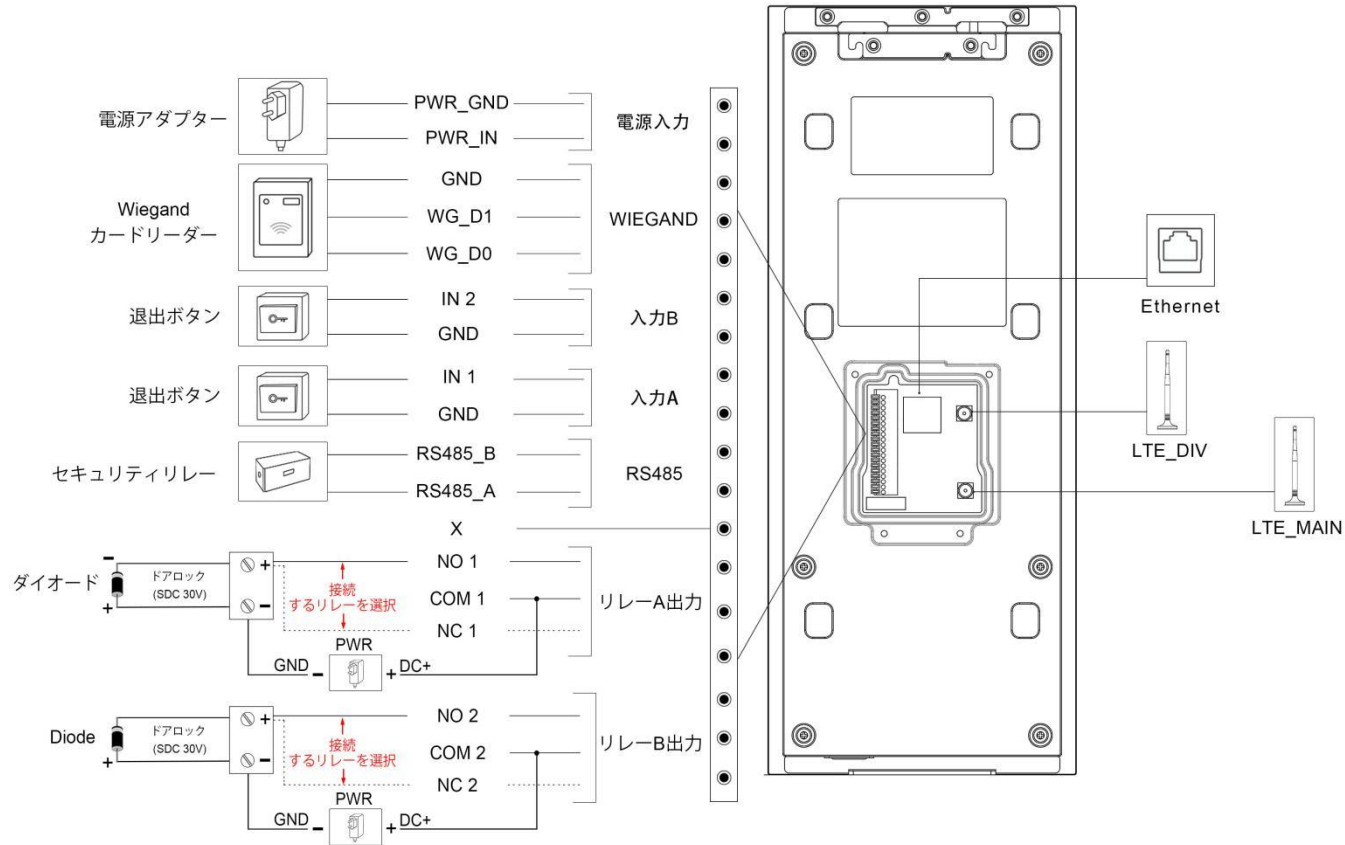 電源アダプター
PWR_GND
PWR_IN
電源入力
Wiegand
カードリーダー
GND
WG_D1
WG_D0
WIEGAND
退出ボタン
IN 2
GND
入力B
退出ボタン
IN 1
GND
入力A
セキュリティリレー
RS485_B
RS485_A
RS485
X
ダイオード
-
+
ドアロック
(SDC 30V)
+
-
接続
するリレーを選択
NO 1
COM 1
NC 1
リレーA出力
PWR
GND - + DC+
Diode
-
+
ドアロック
(SDC 30V)
+
-
接続
するリレーを選択
NO 2
COM 2
NC 2
リレーB出力
PWR
GND - + DC+
Ethernet
LTE_DIV
LTE_MAIN